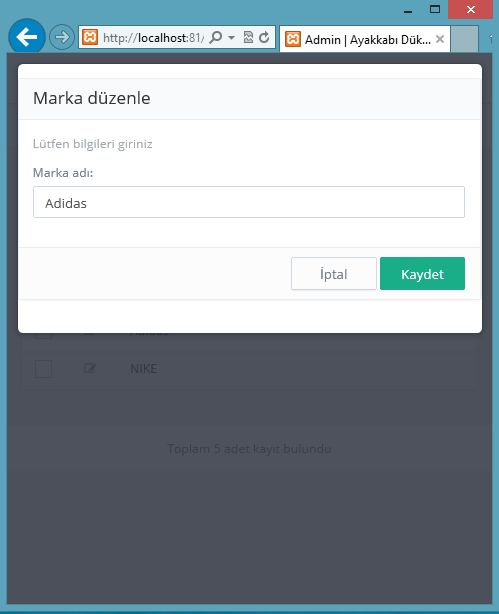 http://localhost:81/
Admin | Ayakkabı Dük...
Marka düzenle
Lütfen bilgileri giriniz
Marka adı:
Adidas
İptal
Kaydet
NIKE
Toplam 5 adet kayıt bulundu